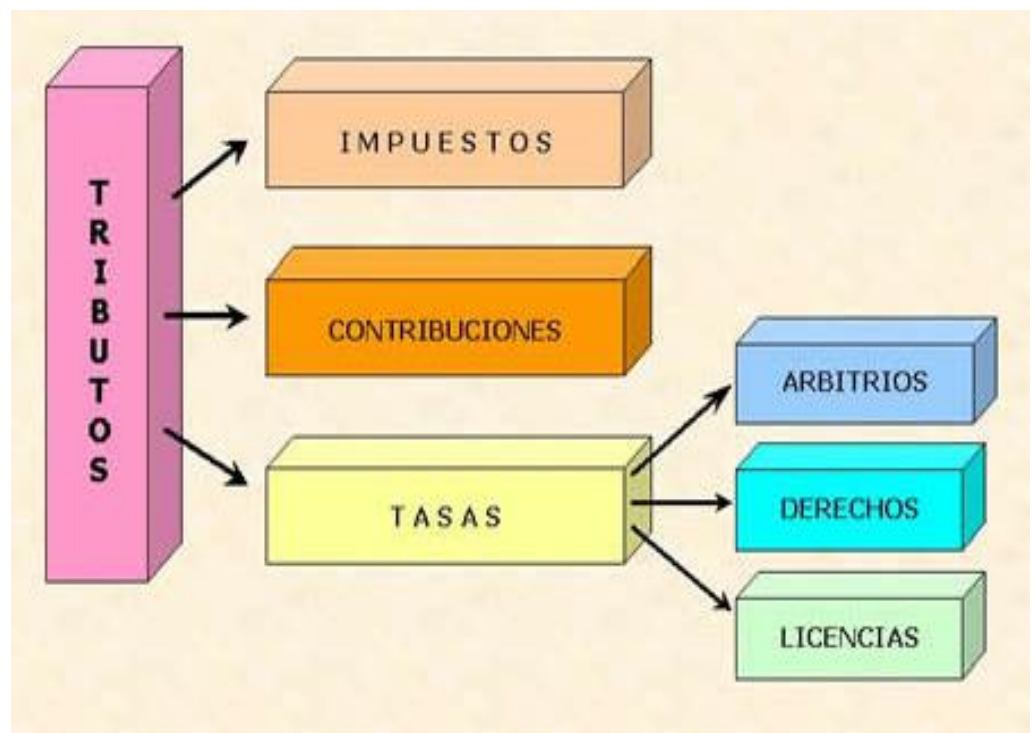 TRIBUTOS
IMPUESTOS
CONTRIBUCIONES
TASAS
ARBITRIOS
DERECHOS
LICENCIAS